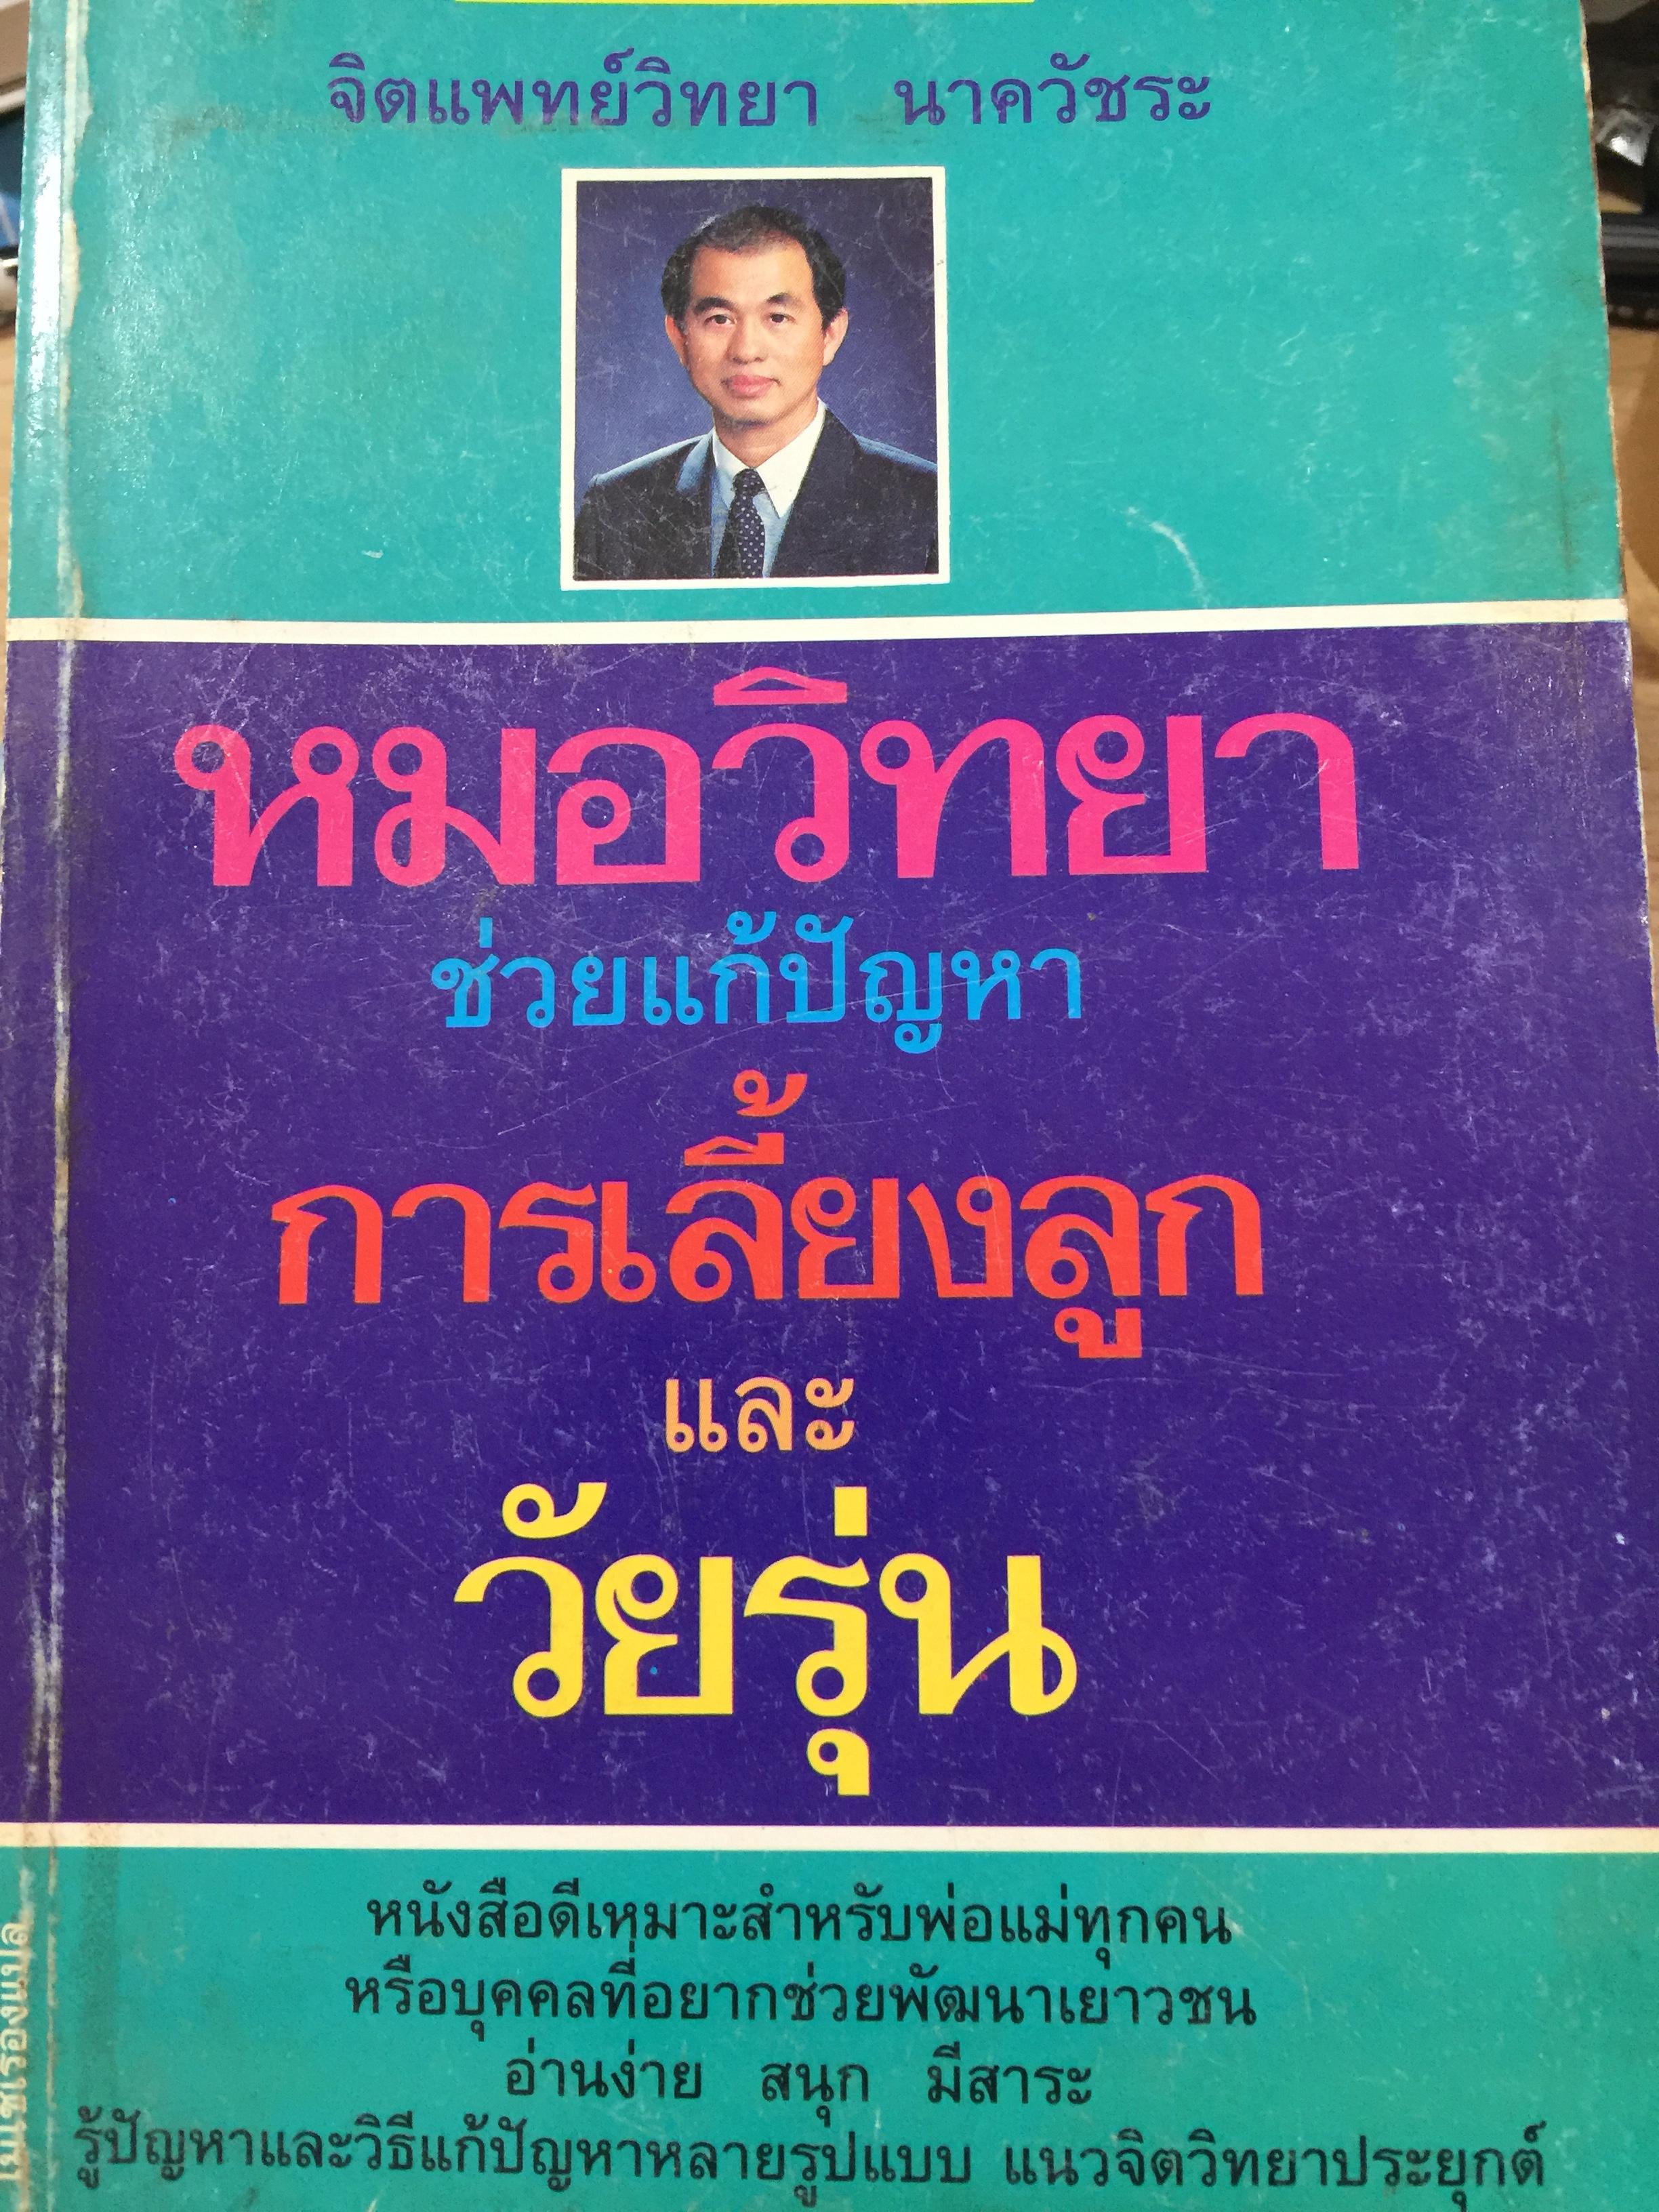 จิตแพทย์วิทยา นาควัชระ
หมอวิทยา
ช่วยแก้ปัญหา
การเลี้ยงลูก
และ
วัยรุ่น
หนังสือดีเหมาะสำหรับพ่อแม่ทุกคน
หรือบุคคลที่อยากช่วยพัฒนาเยาวชน
อ่านง่าย สนุก มีสาระ
รู้ปัญหาและวิธีแก้ปัญหาหลายรูปแบบ แนวจิตวิทยาประยุกต์